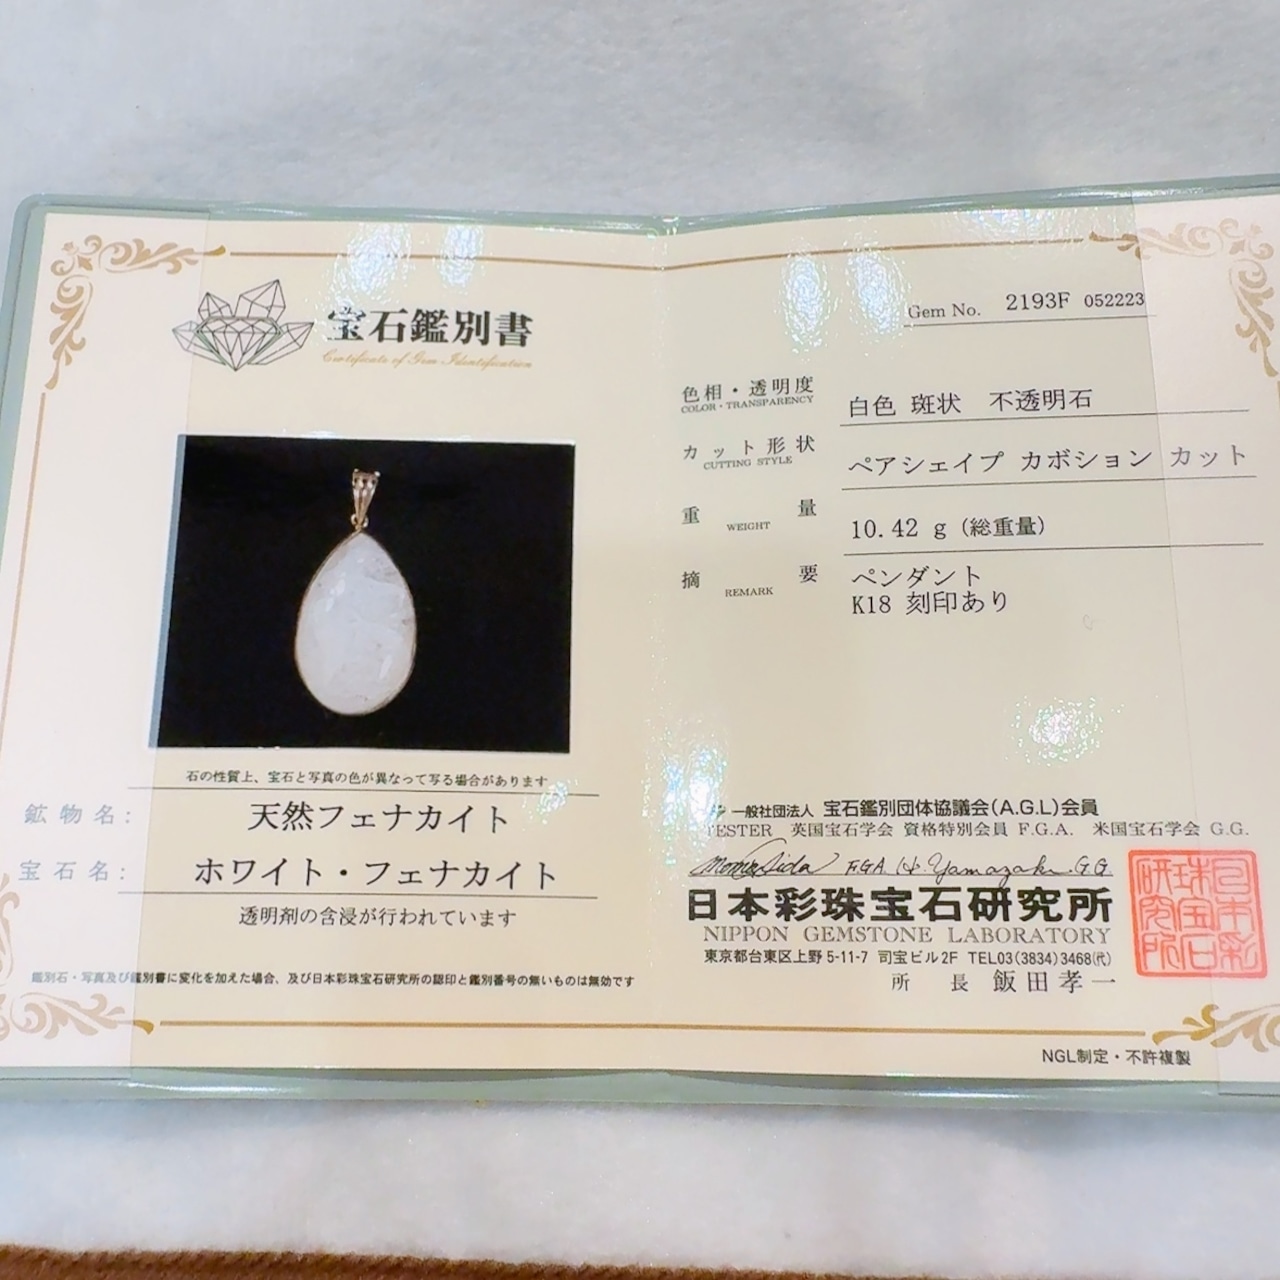 宝石鑑別書
Certificate of Gem Identification
石の性質上、宝石と写真の色が異なって写る場合があります
鉱物名: 天然フェナカイト
宝石名: ホワイト・フェナカイト
透明剤の含浸が行われています
鑑別石・写真及び鑑別書に変化を加えた場合、及び日本彩珠宝石研究所の認印と鑑別番号の無いものは無効です
Gem No. 2193F 052223
色相・透明度 白色 斑状 不透明石
COLOR・TRANSPARENCY
カット形状 ペアシェイプ カボション カット
CUTTING STYLE
重量 10.42 g (総重量)
WEIGHT
摘要 ペンダント
REMARK
K18 刻印あり
一般社団法人 宝石鑑別団体協議会(A.G.L)会員
TESTER 英国宝石学会 資格特別会員 F.G.A. 米国宝石学会 G.G.
F.G.A. H. Yamazaki G.G.
日本彩珠宝石研究所
NIPPON GEMSTONE LABORATORY
東京都台東区上野5-11-7 司宝ビル2F TEL03(3834)3468(代)
所長 飯田孝一
日本彩珠宝石研究所
NGL制定・不許複製